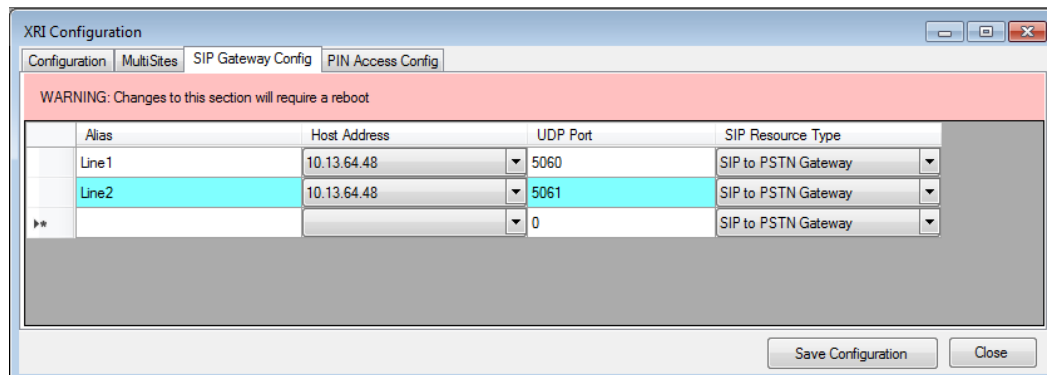 XRI Configuration
Configuration MultiSites SIP Gateway Config PIN Access Config
WARNING: Changes to this section will require a reboot
Alias Host Address UDP Port SIP Resource Type
Line1 10.13.64.48 5060 SIP to PSTN Gateway
Line2 10.13.64.48 5061 SIP to PSTN Gateway
0 SIP to PSTN Gateway
Save Configuration Close